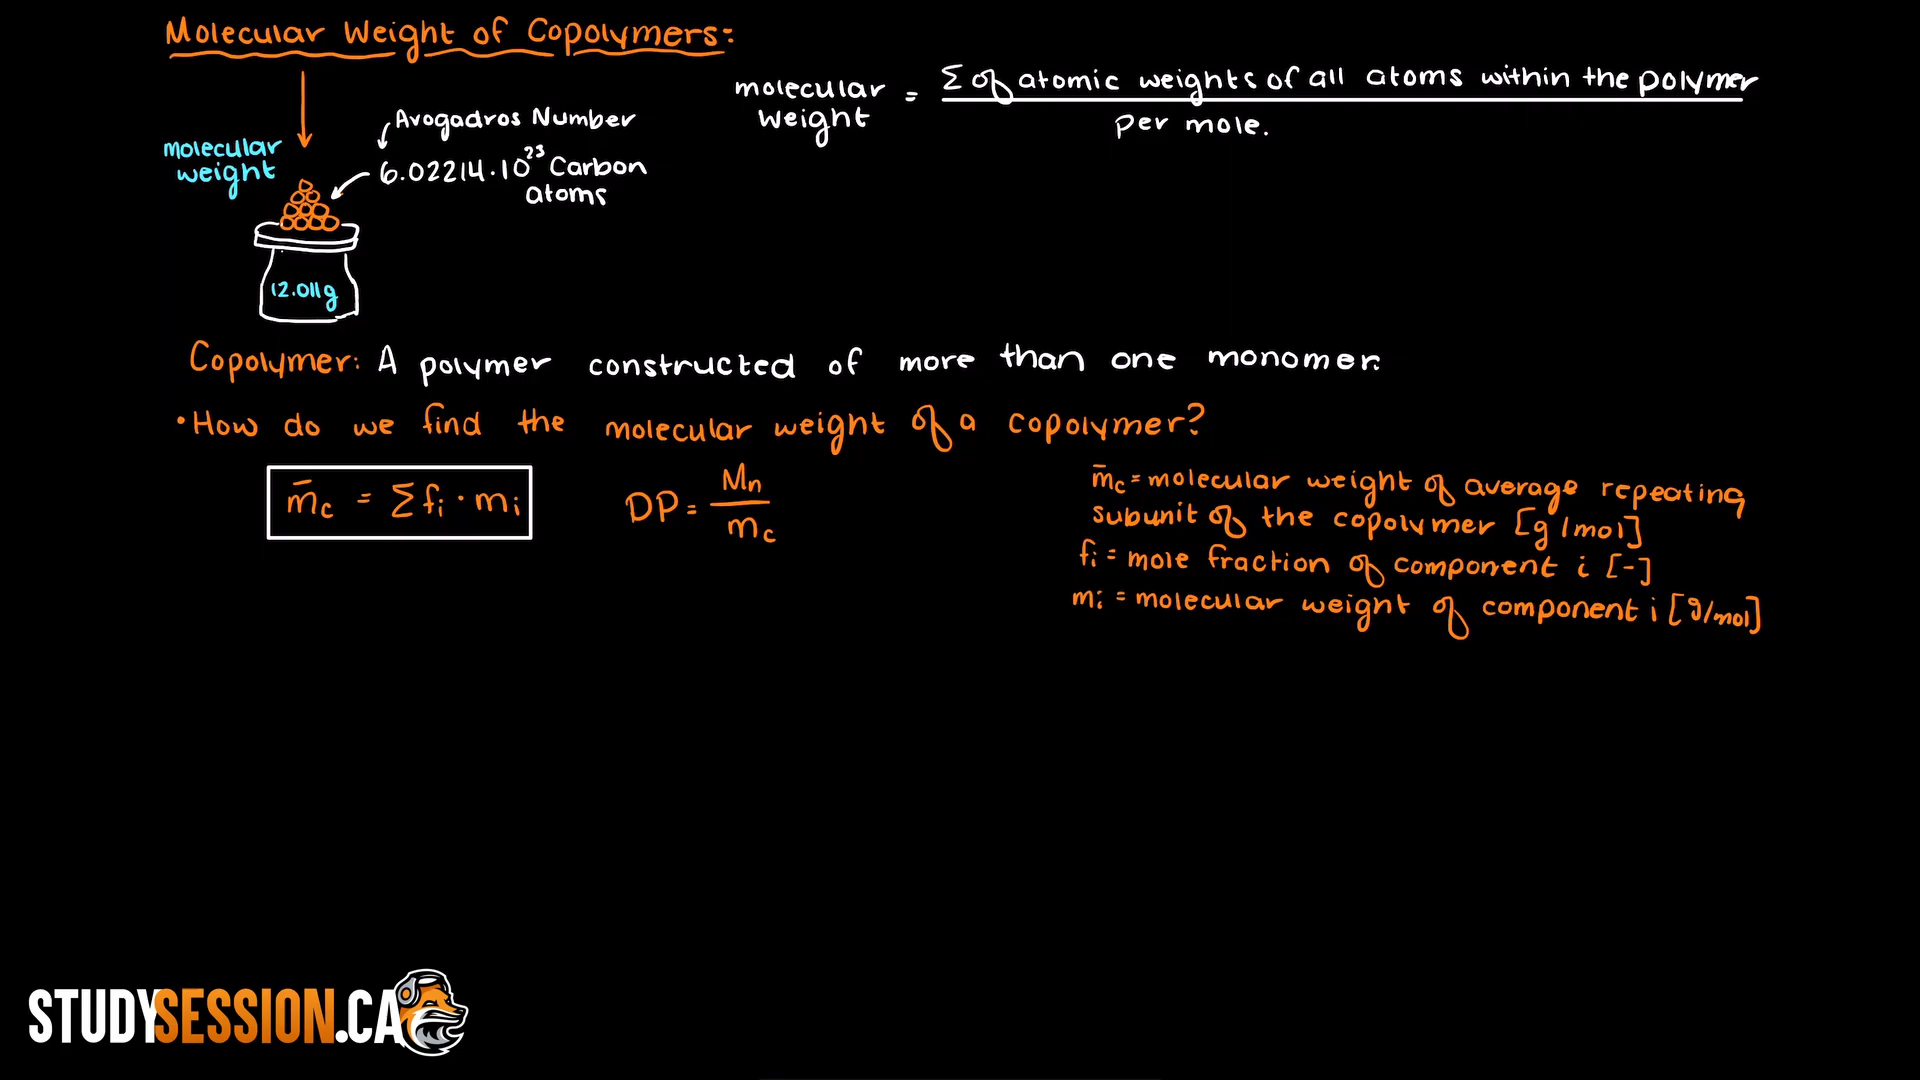 Molecular Weight of Copolymers:
molecular weight = Σ of atomic weights of all atoms within the polymer
per mole.
Avogadros Number
molecular
weight
6.02214·10²³ Carbon
atoms
12.011g
Copolymer: A polymer constructed of more than one monomer.
• How do we find the molecular weight of a copolymer?
m̄c = Σ fi · mi
DP = Mn
mc
m̄c = molecular weight of average repeating
subunit of the copolymer [g/mol]
fi = mole fraction of component i [-]
mi = molecular weight of component i [g/mol]
STUDYSESSION.CA